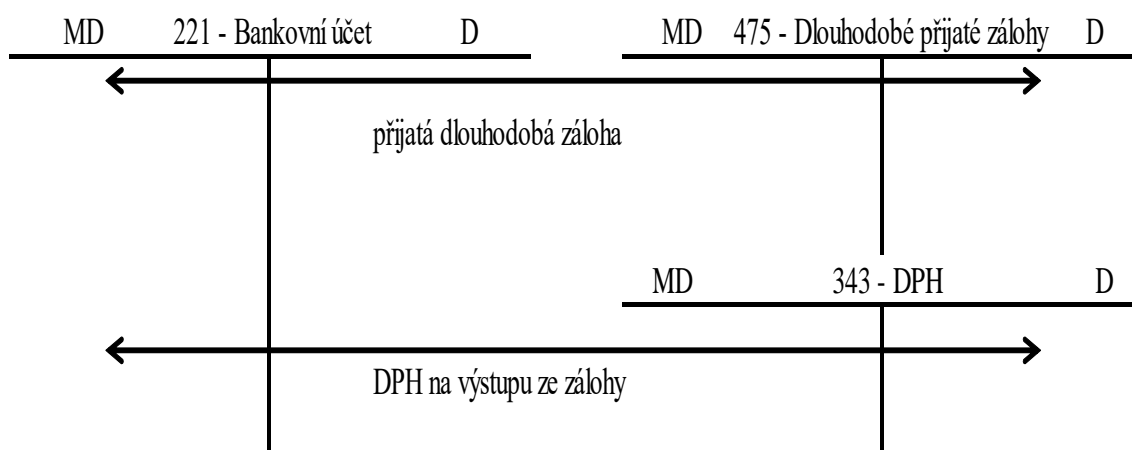 MD 221 - Bankovní účet D MD 475 - Dlouhodobé přijaté zálohy D
přijatá dlouhodobá záloha
MD 343 - DPH D
DPH na výstupu ze zálohy